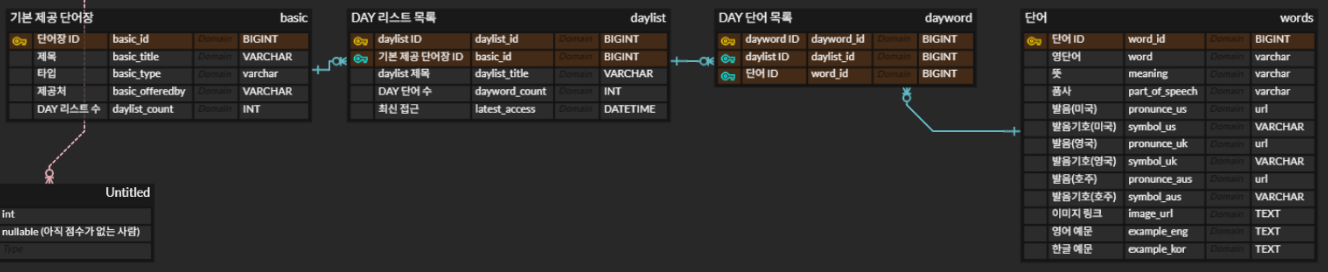 기본 제공 단어장 basic
단어장 ID basic_id Domain BIGINT
제목 basic_title Domain VARCHAR
타입 basic_type Domain varchar
제공처 basic_offeredby Domain VARCHAR
DAY 리스트 수 daylist_count Domain INT
DAY 리스트 목록 daylist
daylist ID daylist_id Domain BIGINT
기본 제공 단어장 ID basic_id Domain BIGINT
daylist 제목 daylist_title Domain VARCHAR
DAY 단어 수 dayword_count Domain INT
최신 접근 latest_access Domain DATETIME
DAY 단어 목록 dayword
dayword ID dayword_id Domain BIGINT
daylist ID daylist_id Domain BIGINT
단어 ID word_id Domain BIGINT
단어 words
단어 ID word_id Domain BIGINT
영단어 word Domain varchar
뜻 meaning Domain varchar
품사 part_of_speech Domain varchar
발음(미국) pronunce_us Domain url
발음기호(미국) symbol_us Domain VARCHAR
발음(영국) pronunce_uk Domain url
발음기호(영국) symbol_uk Domain VARCHAR
발음(호주) pronunce_aus Domain url
발음기호(호주) symbol_aus Domain VARCHAR
이미지 링크 image_url Domain TEXT
영어 예문 example_eng Domain TEXT
한글 예문 example_kor Domain TEXT
Untitled
int
nullable (아직 점수가 없는 사람)
Type